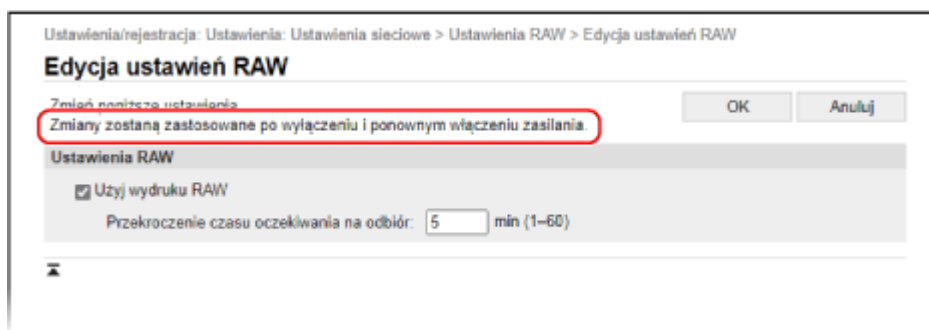 Ustawienia/rejestracja: Ustawienia: Ustawienia sieciowe > Ustawienia RAW > Edycja ustawień RAW
Edycja ustawień RAW
Zmień poniższe ustawienia.
OK Anuluj
Zmiany zostaną zastosowane po wyłączeniu i ponownym włączeniu zasilania.
Ustawienia RAW
Użyj wydruku RAW
Przekroczenie czasu oczekiwania na odbiór: 5 min (1–60)